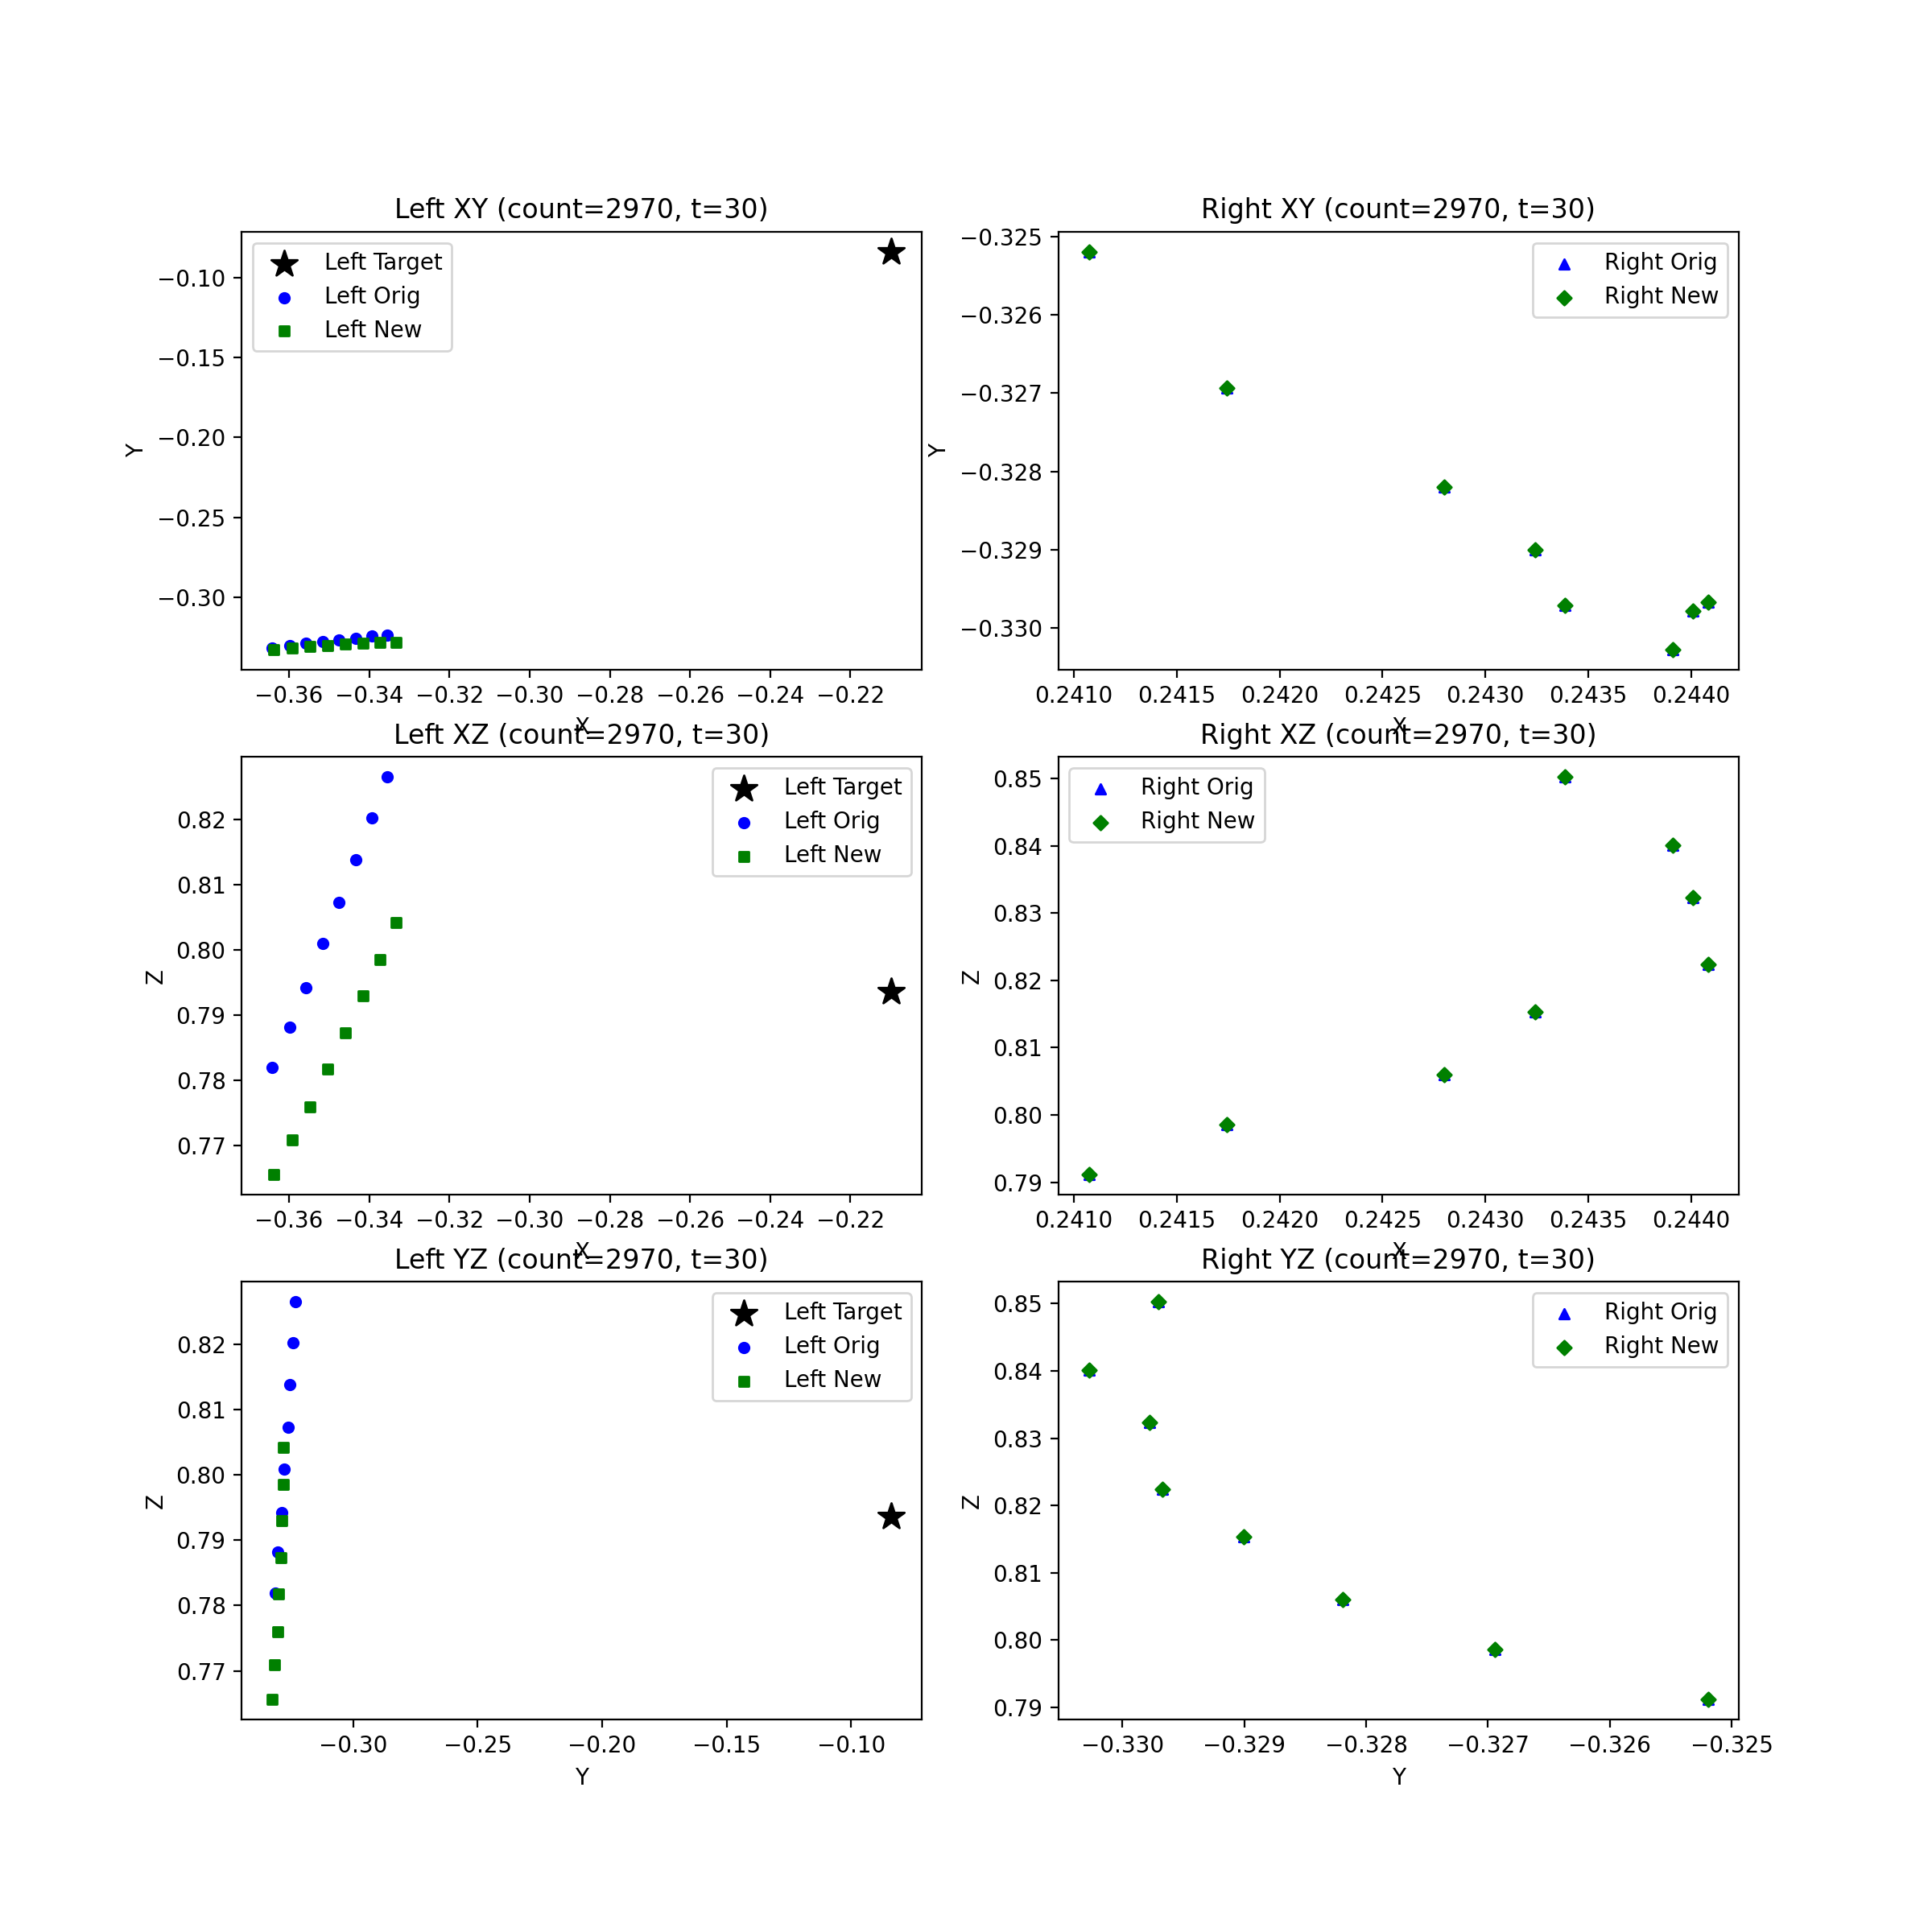 Left XY (count=2970, t=30)
Left Target
Left Orig
Left New
Y
−0.10
−0.15
−0.20
−0.25
−0.30
−0.36 −0.34 −0.32 −0.30 −0.28 −0.26 −0.24 −0.22
X
Right XY (count=2970, t=30)
Right Orig
Right New
Y
−0.325
−0.326
−0.327
−0.328
−0.329
−0.330
0.2410 0.2415 0.2420 0.2425 0.2430 0.2435 0.2440
X
Left XZ (count=2970, t=30)
Left Target
Left Orig
Left New
Z
0.82
0.81
0.80
0.79
0.78
0.77
−0.36 −0.34 −0.32 −0.30 −0.28 −0.26 −0.24 −0.22
X
Right XZ (count=2970, t=30)
Right Orig
Right New
Z
0.85
0.84
0.83
0.82
0.81
0.80
0.79
0.2410 0.2415 0.2420 0.2425 0.2430 0.2435 0.2440
X
Left YZ (count=2970, t=30)
Left Target
Left Orig
Left New
Z
0.82
0.81
0.80
0.79
0.78
0.77
−0.30 −0.25 −0.20 −0.15 −0.10
Y
Right YZ (count=2970, t=30)
Right Orig
Right New
Z
0.85
0.84
0.83
0.82
0.81
0.80
0.79
−0.330 −0.329 −0.328 −0.327 −0.326 −0.325
Y